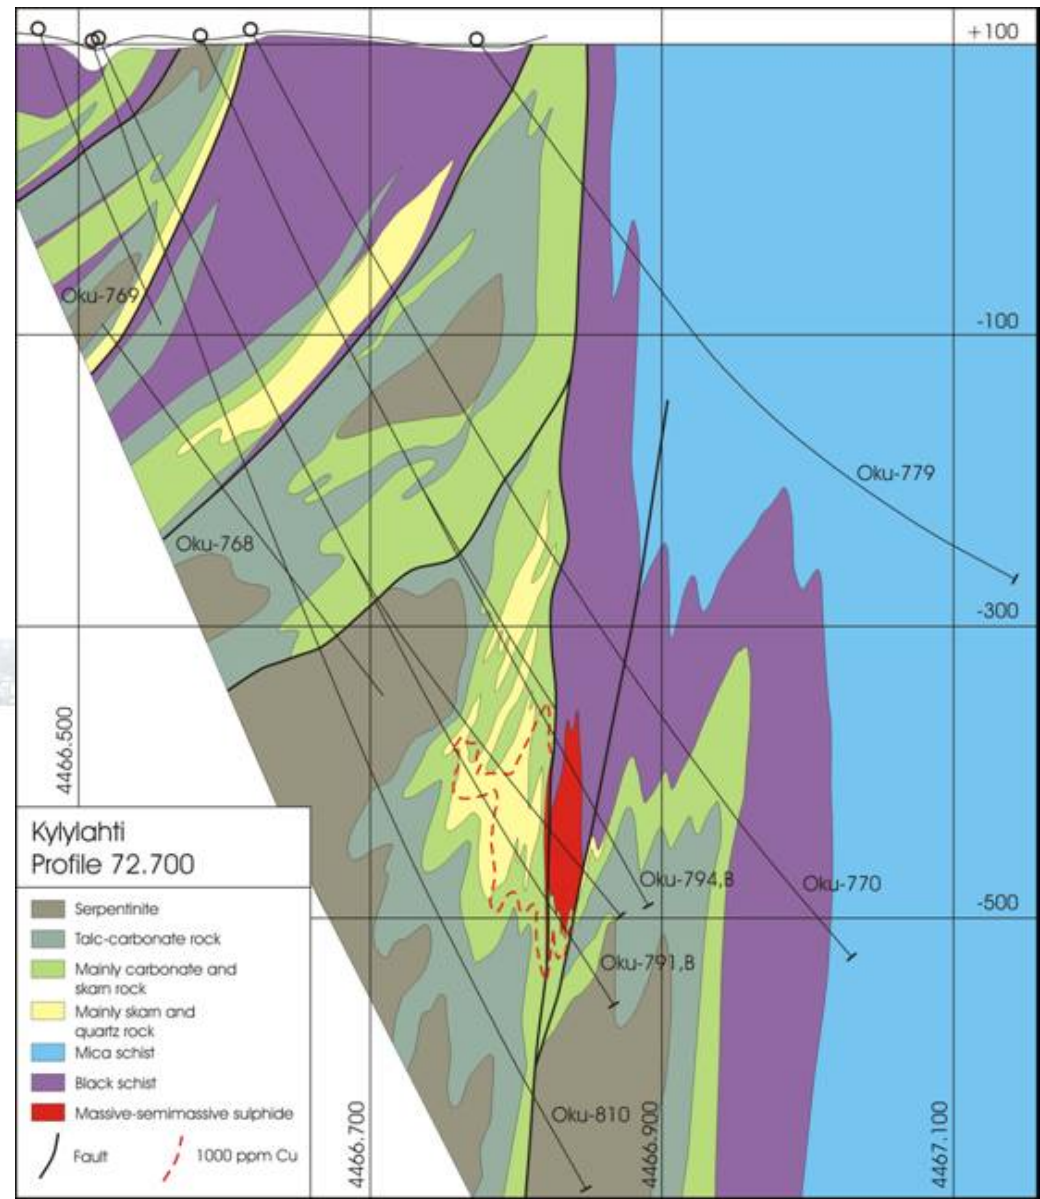 +100
Oku-769
-100
Oku-779
Oku-768
-300
4466.500
Kylylahti
Profile 72.700
Oku-794,B
Oku-770
Serpentinite
-500
Talc-carbonate rock
Mainly carbonate and
skarn rock
Oku-791,B
Mainly skarn and
quartz rock
Mica schist
Black schist
Massive-semimassive sulphide
Oku-810
Fault
1000 ppm Cu
4466.700
4466.900
4467.100